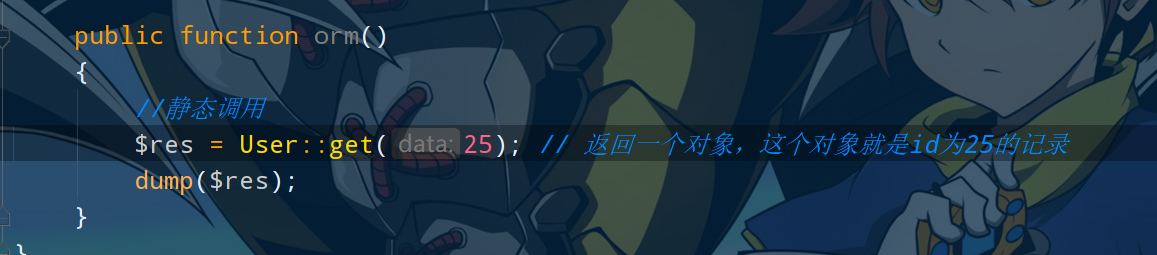 public function orm()
{
//静态调用
$res = User::get( data: 25); // 返回一个对象，这个对象就是id为25的记录
dump($res);
}
}